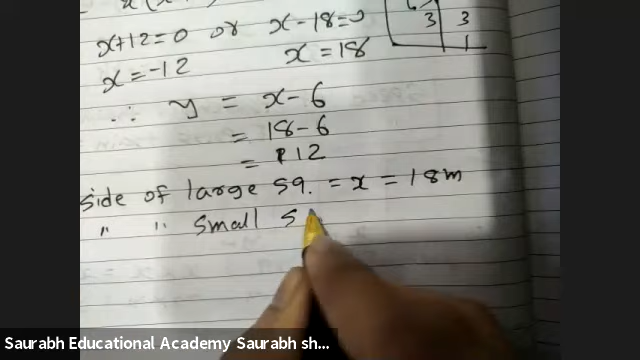 x(x
x+12=0 or x-18=0
x=-12 x=18
3 3
1
∴ y = x-6
= 18-6
= 12
side of large sq. = x = 18m
" " small s
Saurabh Educational Academy Saurabh sh...